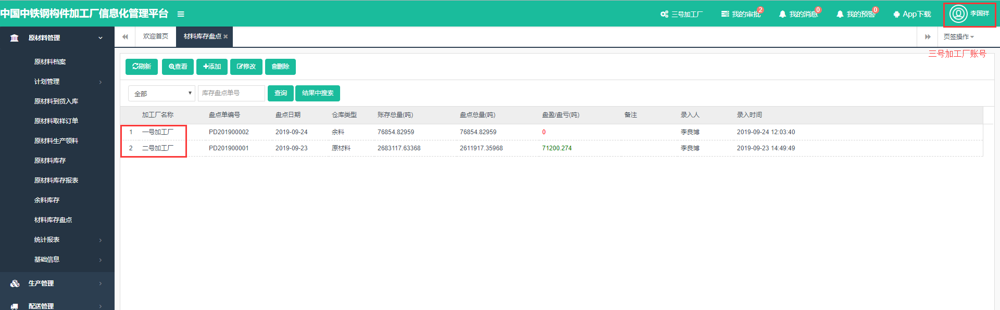 中国中铁钢构件加工厂信息化管理平台
三号加工厂
我的审批 2
我的消息 0
我的预警 0
App下载
李国祥
原材料管理
欢迎首页
材料库存盘点
页签操作
三号加工厂账号
原材料档案
计划管理
原材料到货入库
原材料取样订单
原材料生产领料
原材料库存
原材料库存报表
余料库存
材料库存盘点
统计报表
基础信息
生产管理
配送管理
刷新 查看 添加 修改 删除
全部 库存盘点单号 查询 结果中搜索
加工厂名称 盘点单编号 盘点日期 仓库类型 账存总量(吨) 盘点总量(吨) 盘盈/盘亏(吨) 备注 录入人 录入时间
1 一号加工厂 PD201900002 2019-09-24 余料 76854.82959 76854.82959 0 李良博 2019-09-24 12:03:40
2 二号加工厂 PD201900001 2019-09-23 原材料 2683117.63368 2611917.35968 71200.274 李良博 2019-09-23 14:49:49